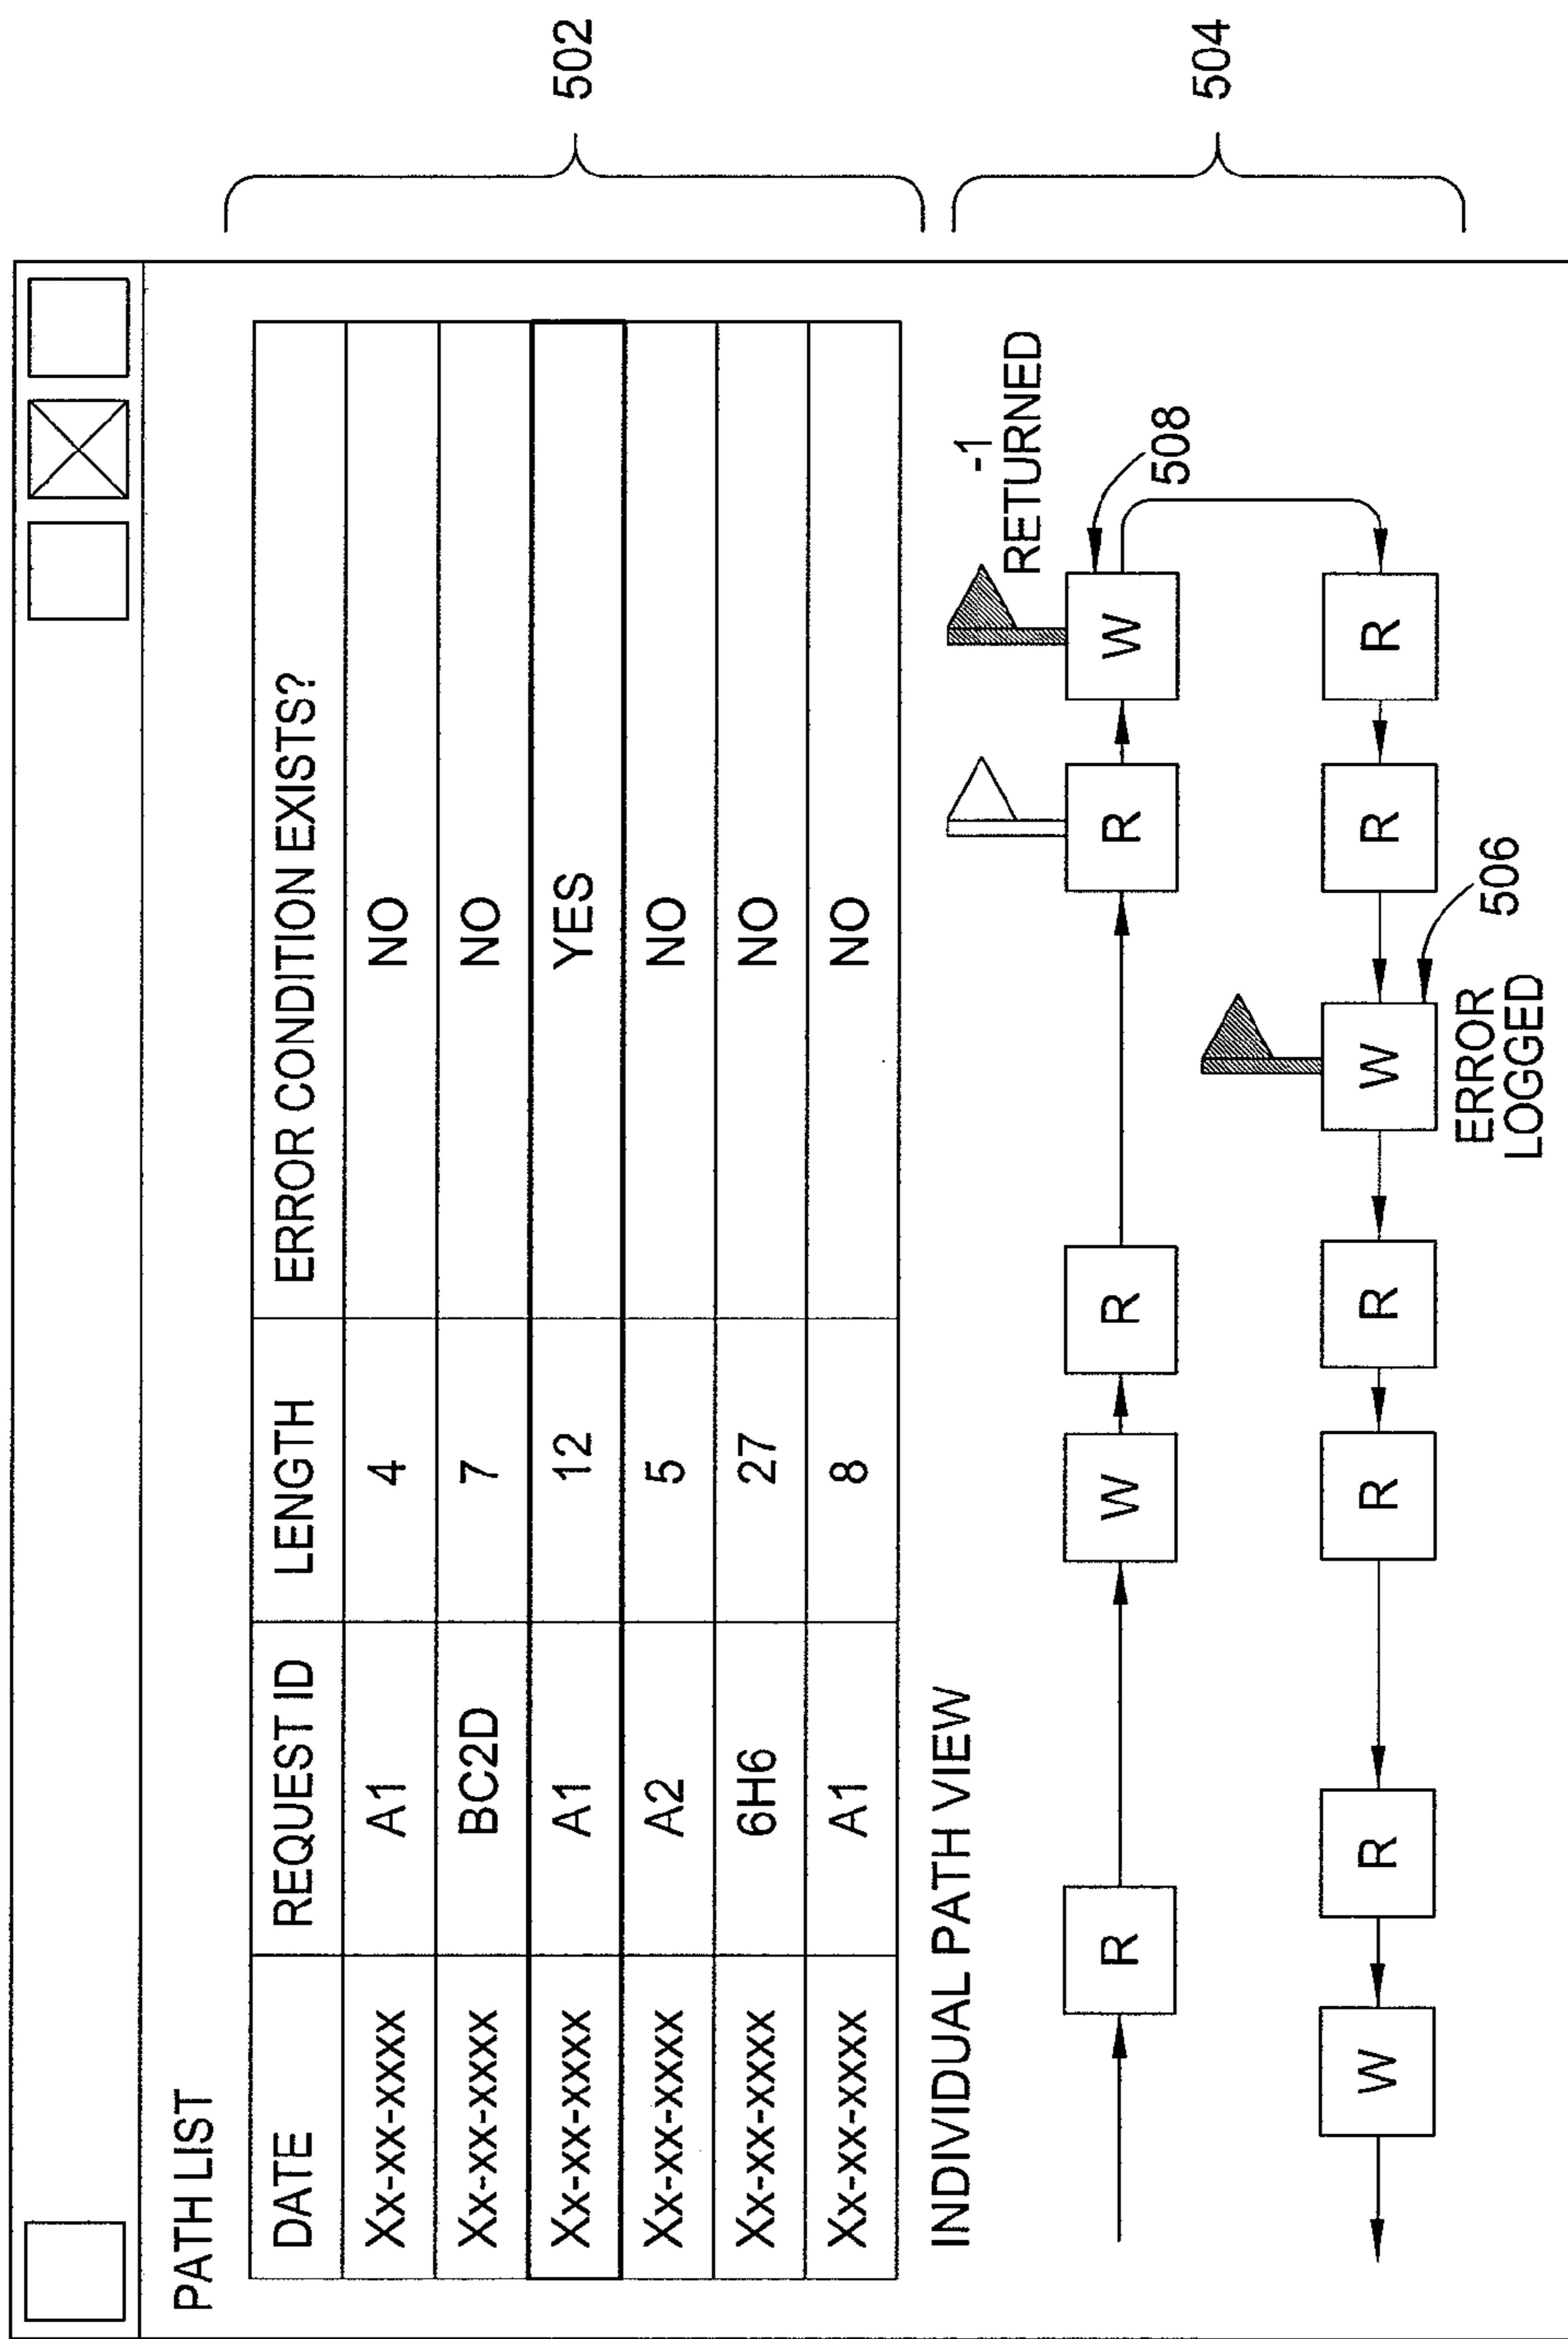 PATH LIST
DATE REQUEST ID LENGTH ERROR CONDITION EXISTS?
Xx-xx-xxxx A1 4 NO
Xx-xx-xxxx BC2D 7 NO
Xx-xx-xxxx A1 12 YES
Xx-xx-xxxx A2 5 NO
Xx-xx-xxxx 6H6 27 NO
Xx-xx-xxxx A1 8 NO
502
INDIVIDUAL PATH VIEW
-1
RETURNED
R W R R W
508
504
W R R R W R R
506
ERROR
LOGGED